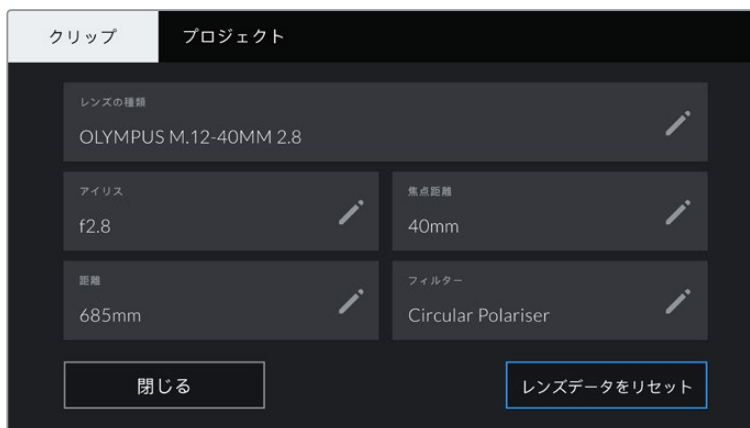 クリップ プロジェクト
レンズの種類
OLYMPUS M.12-40MM 2.8
アイリス
f2.8
焦点距離
40mm
距離
685mm
フィルター
Circular Polariser
閉じる レンズデータをリセット